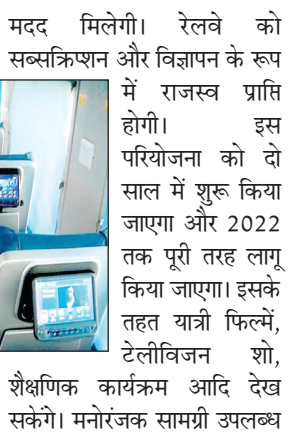 मदद मिलेगी। रेलवे को
सब्सक्रिप्शन और विज्ञापन के रूप
में राजस्व प्राप्ति
होगी। इस
परियोजना को दो
साल में शुरू किया
जाएगा और 2022
तक पूरी तरह लागू
किया जाएगा। इसके
तहत यात्री फिल्में,
टेलीविजन शो,
शैक्षणिक कार्यक्रम आदि देख
सकेंगे। मनोरंजक सामग्री उपलब्ध